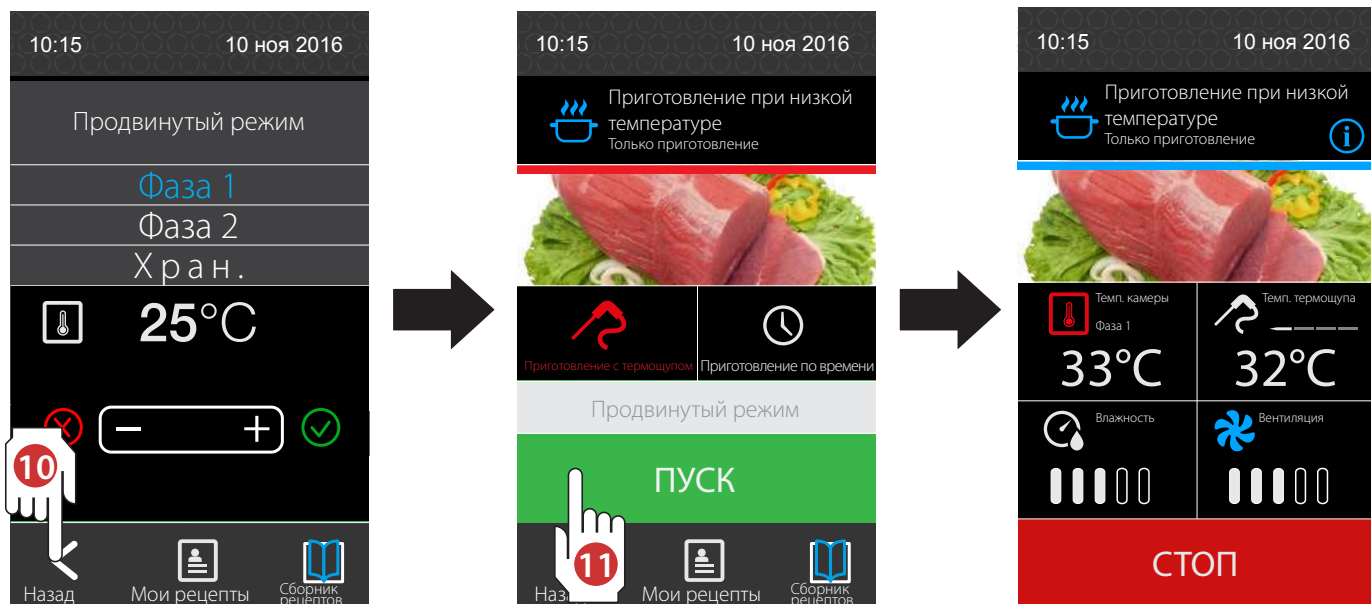 10:15 10 ноя 2016
Продвинутый режим
Фаза 1
Фаза 2
Хран.
25°C
− +
10
Назад Мои рецепты Сборник
рецептов
10:15 10 ноя 2016
Приготовление при низкой
температуре
Только приготовление
Приготовление с термощупом Приготовление по времени
Продвинутый режим
ПУСК
11
Мои рецепты Сборник
рецептов
10:15 10 ноя 2016
Приготовление при низкой
температуре
Только приготовление
i
Темп. камеры
Фаза 1
33°C
Темп. термощупа
32°C
Влажность
Вентиляция
СТОП